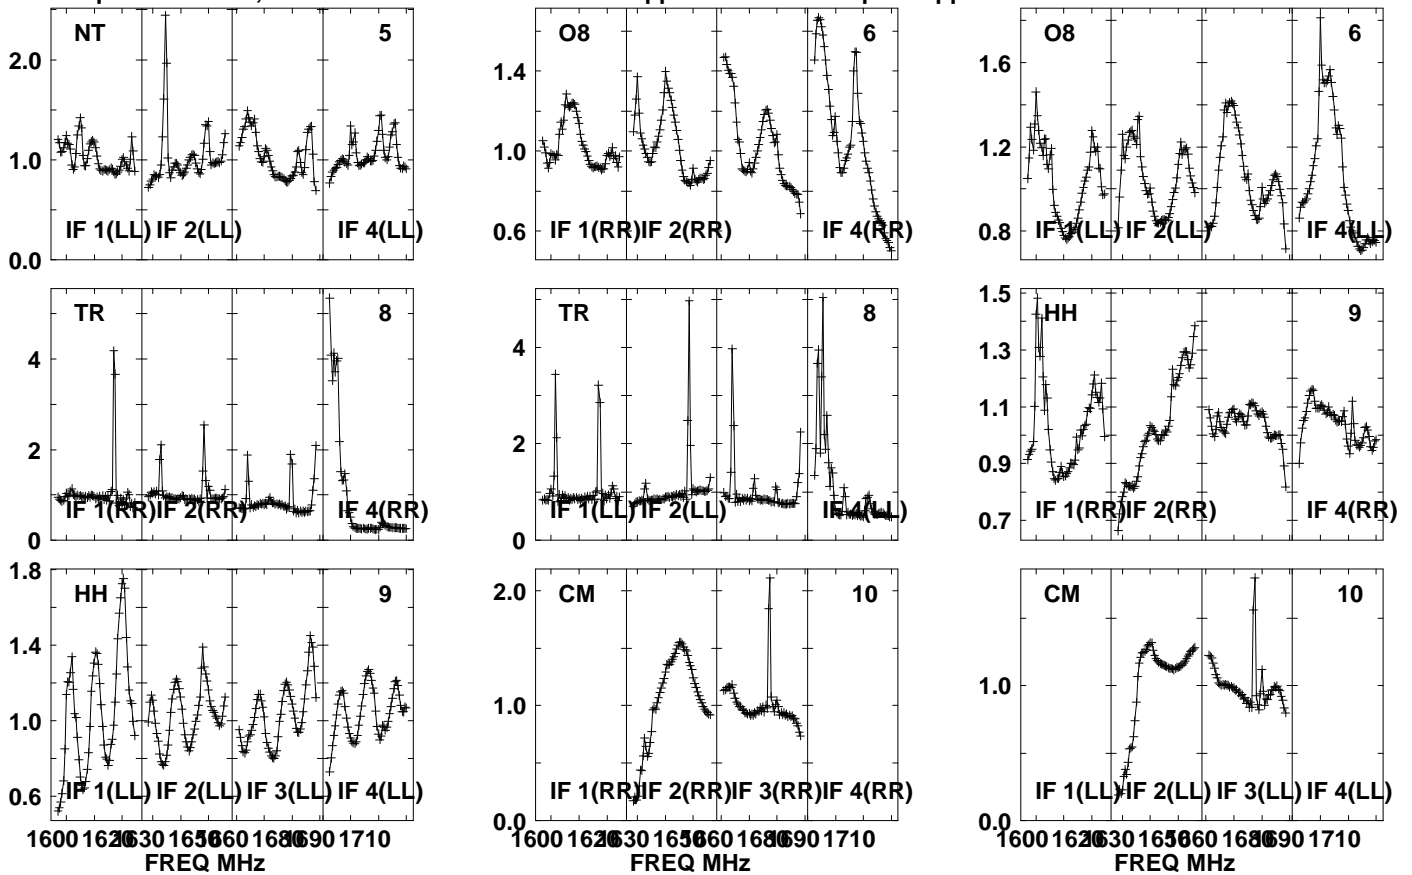 NT 5
2.0
1.0
0.0
IF 1(LL) IF 2(LL) IF 4(LL)
O8 6
1.4
1.0
0.6
IF 1(RR) IF 2(RR) IF 4(RR)
O8 6
1.6
1.2
0.8
IF 1(LL) IF 2(LL) IF 4(LL)
TR 8
4
2
0
IF 1(RR) IF 2(RR) IF 4(RR)
TR 8
4
2
0
IF 1(LL) IF 2(LL) IF 4(LL)
HH 9
1.5
1.3
1.1
0.9
0.7
IF 1(RR) IF 2(RR) IF 4(RR)
HH 9
1.8
1.4
1.0
0.6
IF 1(LL) IF 2(LL) IF 3(LL) IF 4(LL)
1600 1620 1630 1650 1660 1680 1690 1710
FREQ MHz
CM 10
2.0
1.0
0.0
IF 1(RR) IF 2(RR) IF 3(RR) IF 4(RR)
1600 1620 1630 1650 1660 1680 1690 1710
FREQ MHz
CM 10
1.0
0.0
IF 1(LL) IF 2(LL) IF 3(LL) IF 4(LL)
1600 1620 1630 1650 1660 1680 1690 1710
FREQ MHz